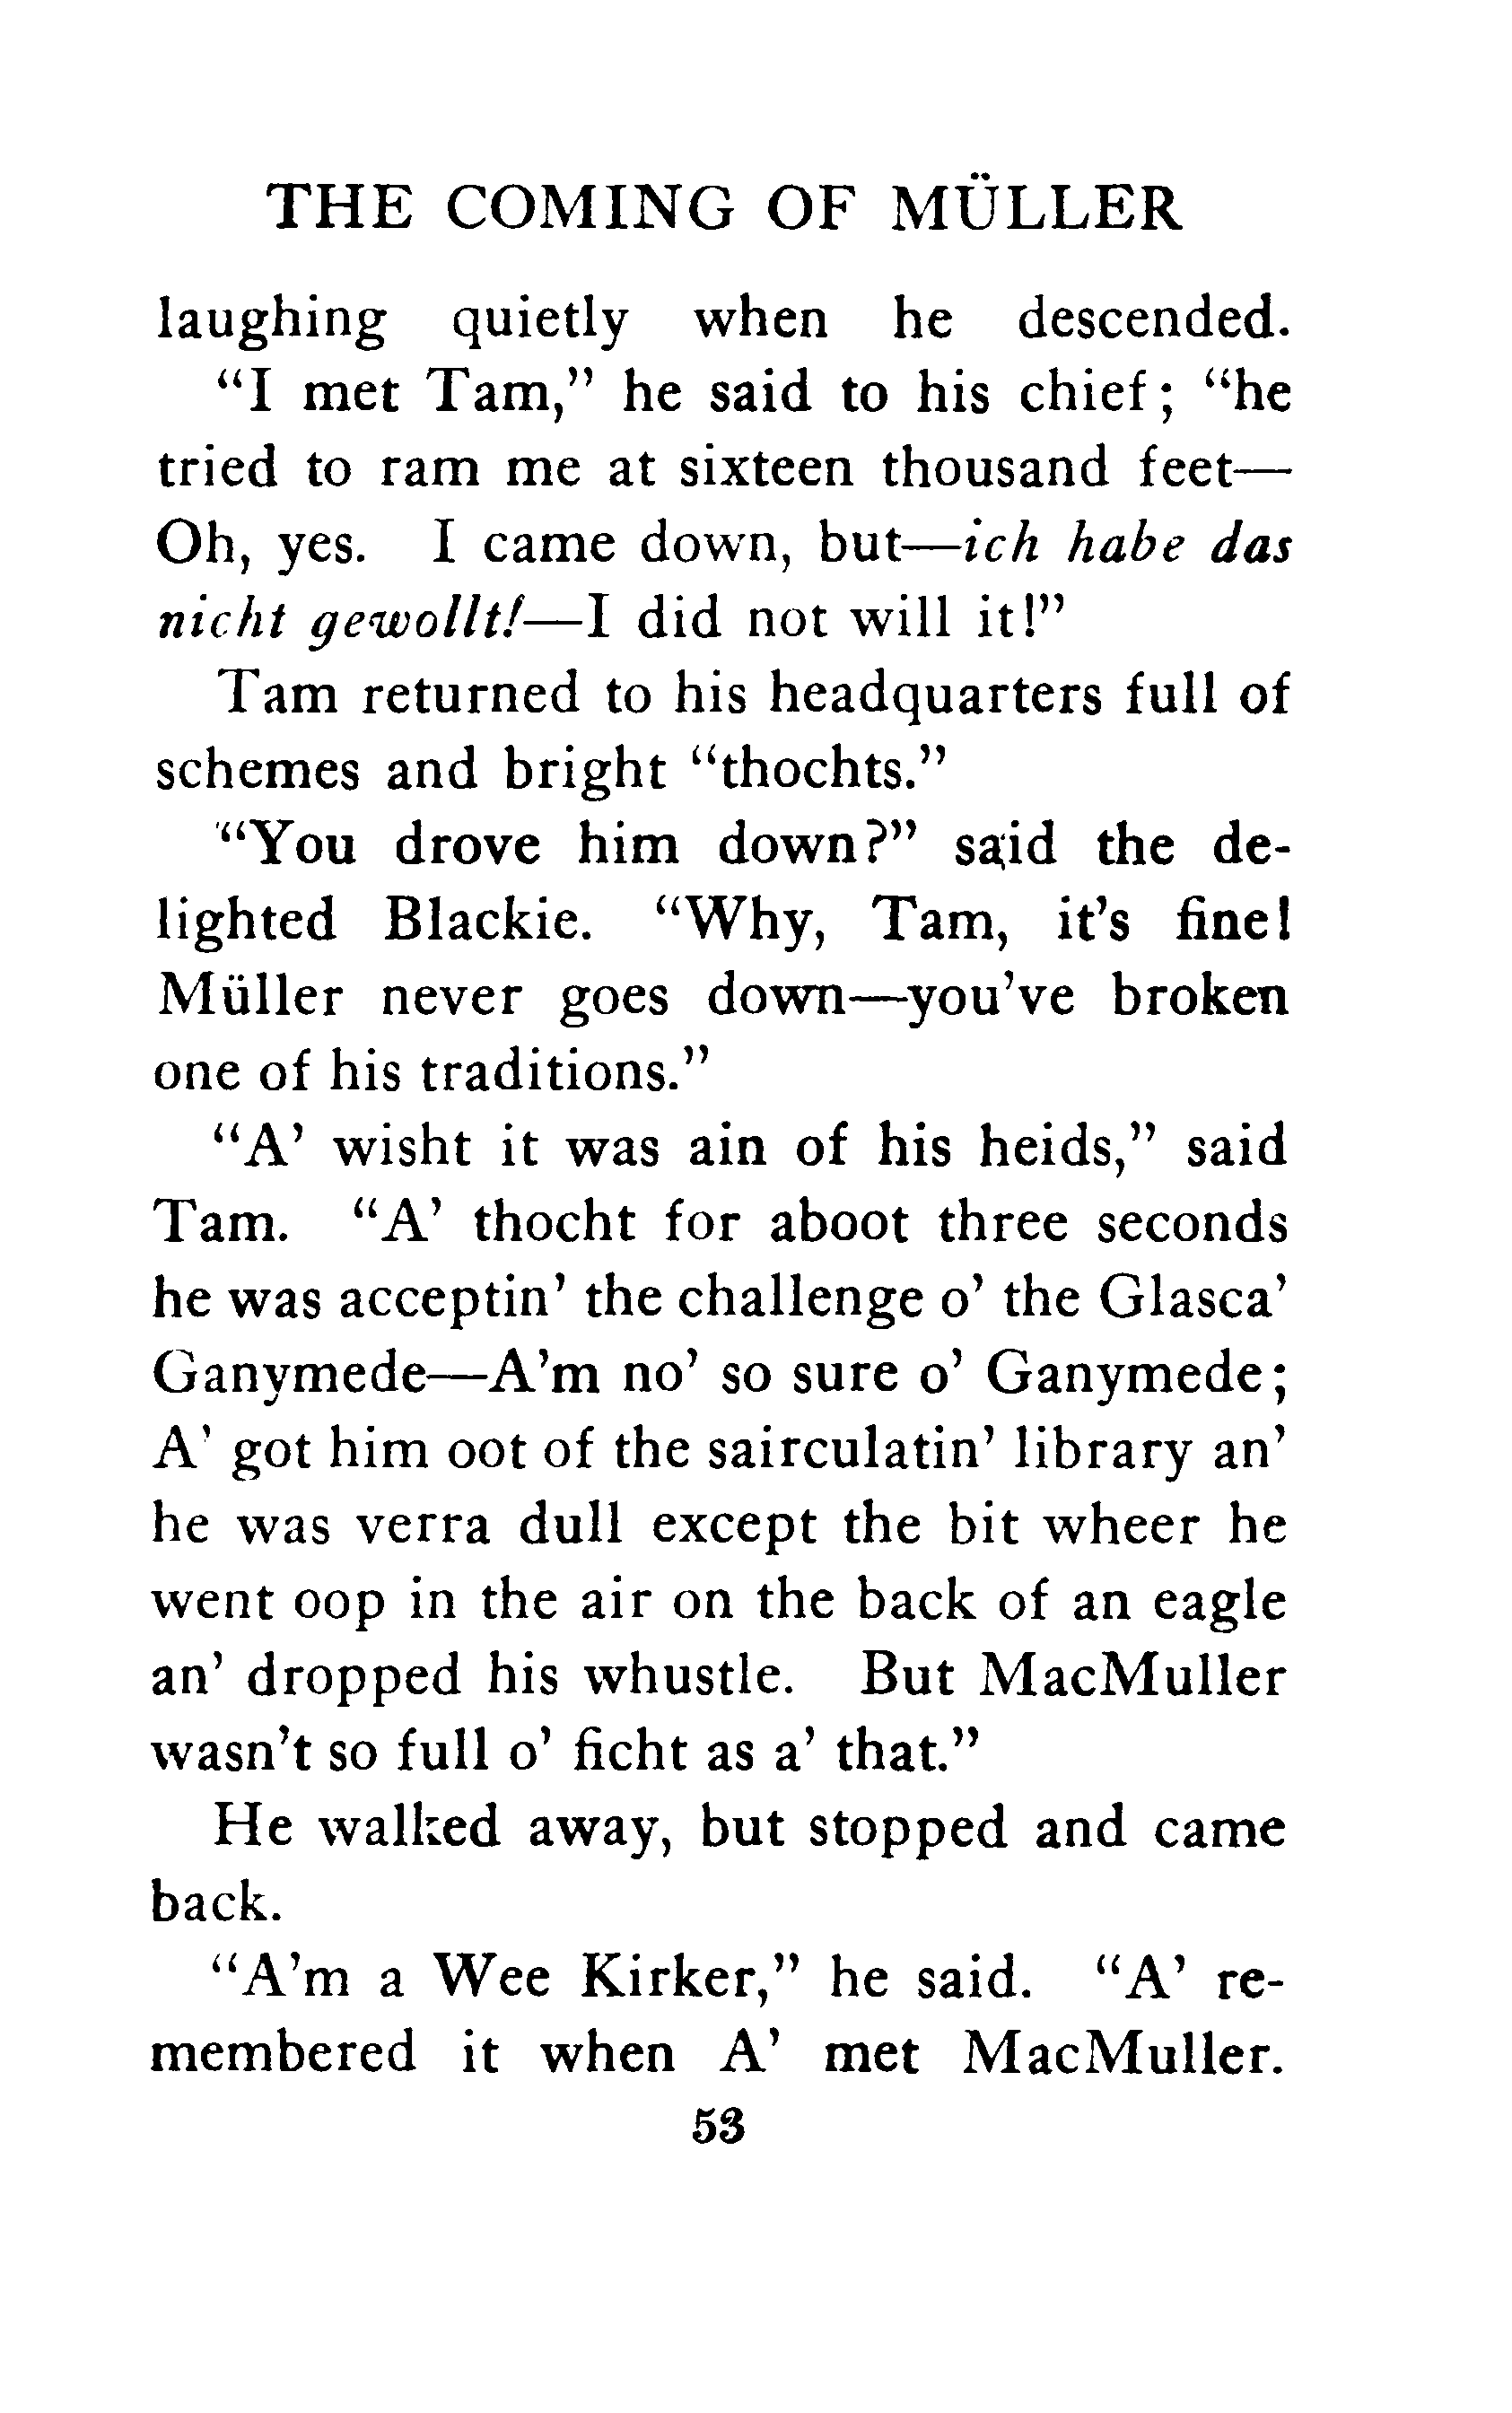 THE COMING OF MÜLLER
laughing quietly when he descended.
“I met Tam,” he said to his chief; “he
tried to ram me at sixteen thousand feet—
Oh, yes. I came down, but—ich habe das
nicht gewollt!—I did not will it!”
Tam returned to his headquarters full of
schemes and bright “thochts.”
“You drove him down?” said the de-
lighted Blackie. “Why, Tam, it’s fine!
Müller never goes down—you’ve broken
one of his traditions.”
“A’ wisht it was ain of his heids,” said
Tam. “A’ thocht for aboot three seconds
he was acceptin’ the challenge o’ the Glasca’
Ganymede—A’m no’ so sure o’ Ganymede;
A’ got him oot of the sairculatin’ library an’
he was verra dull except the bit wheer he
went oop in the air on the back of an eagle
an’ dropped his whustle. But MacMuller
wasn’t so full o’ ficht as a’ that.”
He walked away, but stopped and came
back.
“A’m a Wee Kirker,” he said. “A’ re-
membered it when A’ met MacMuller.
53